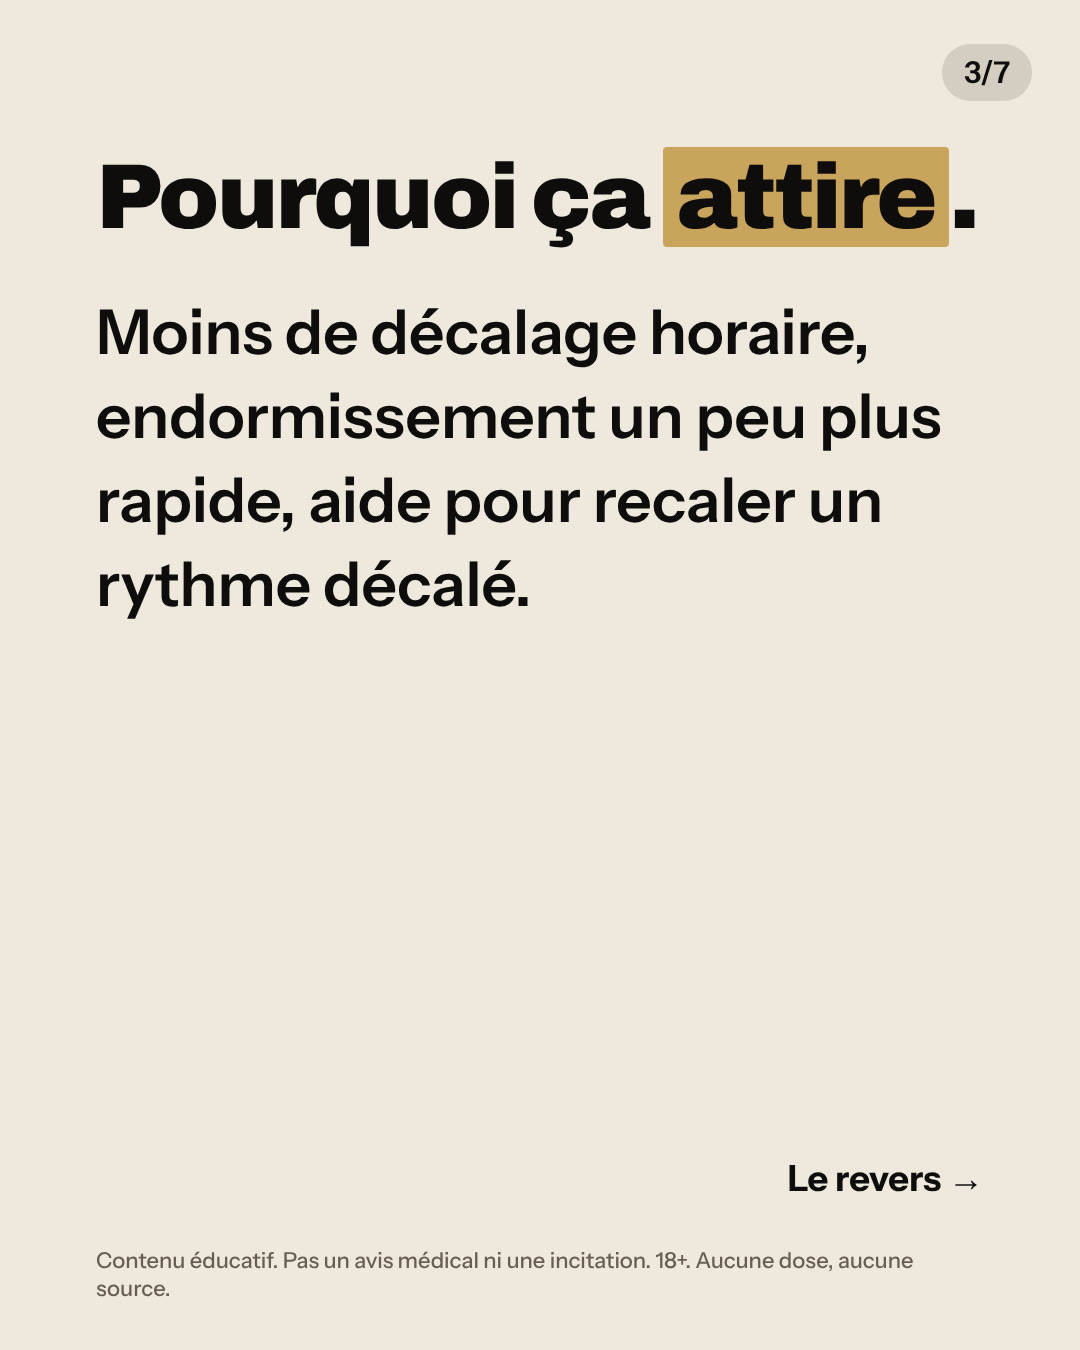 3/7
Pourquoi ça attire.
Moins de décalage horaire,
endormissement un peu plus
rapide, aide pour recaler un
rythme décalé.
Le revers →
Contenu éducatif. Pas un avis médical ni une incitation. 18+. Aucune dose, aucune
source.